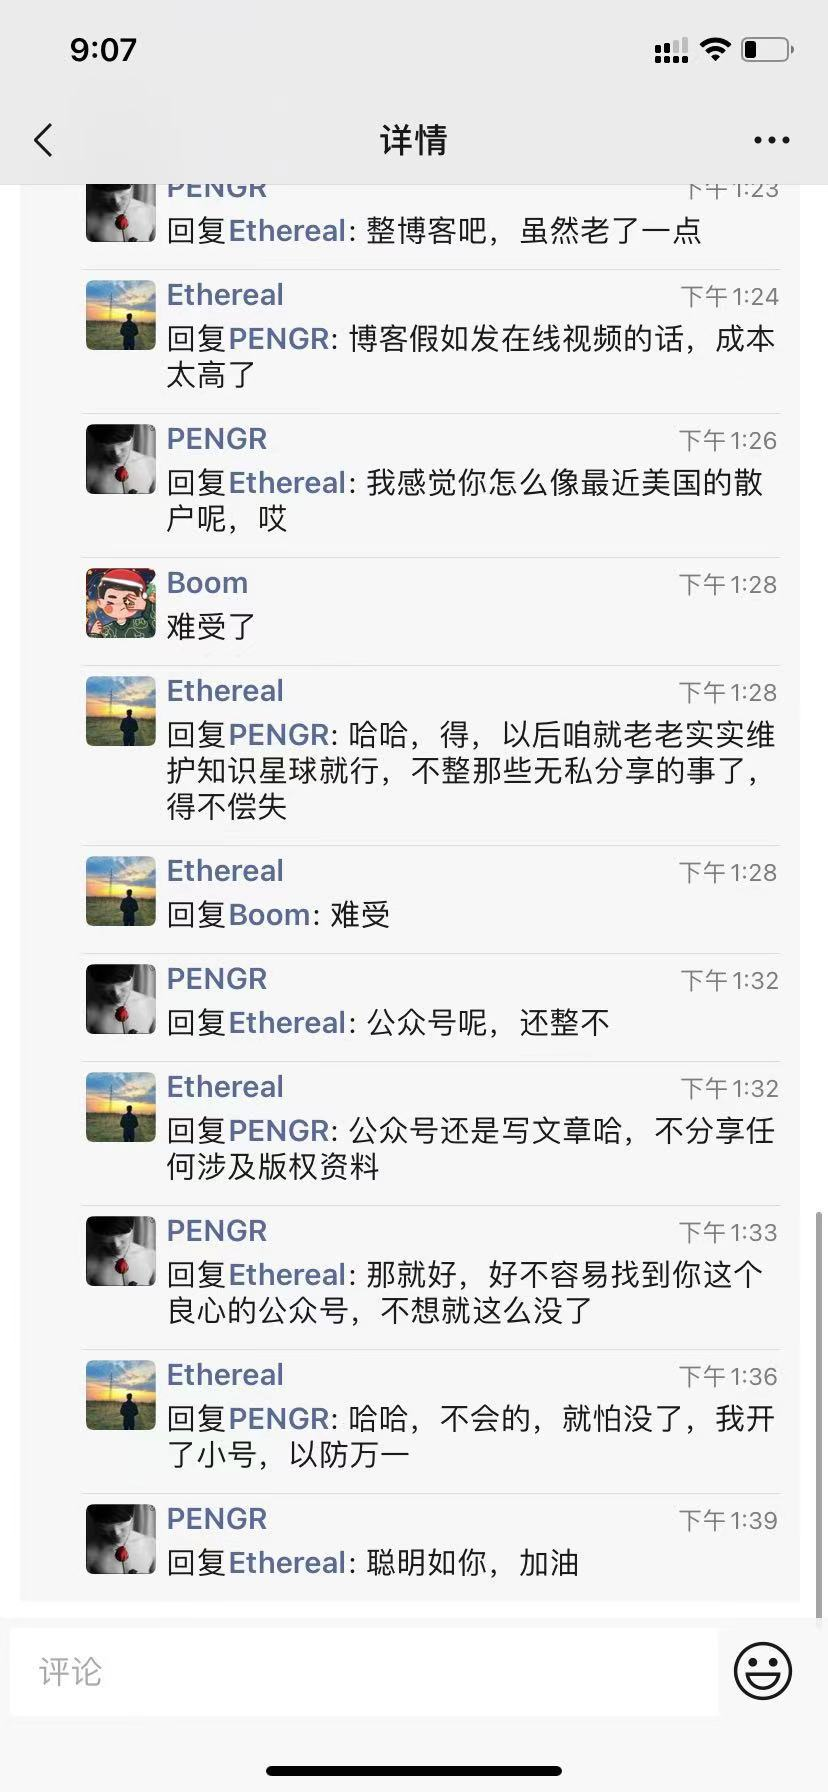 9:07
详情
PENGR 下午1:23
回复Ethereal: 整博客吧，虽然老了一点
Ethereal 下午1:24
回复PENGR: 博客假如发在线视频的话，成本
太高了
PENGR 下午1:26
回复Ethereal: 我感觉你怎么像最近美国的散
户呢，哎
Boom 下午1:28
难受了
Ethereal 下午1:28
回复PENGR: 哈哈，得，以后咱就老老实实维
护知识星球就行，不整那些无私分享的事了，
得不偿失
Ethereal 下午1:28
回复Boom: 难受
PENGR 下午1:32
回复Ethereal: 公众号呢，还整不
Ethereal 下午1:32
回复PENGR: 公众号还是写文章哈，不分享任
何涉及版权资料
PENGR 下午1:33
回复Ethereal: 那就好，好不容易找到你这个
良心的公众号，不想就这么没了
Ethereal 下午1:36
回复PENGR: 哈哈，不会的，就怕没了，我开
了小号，以防万一
PENGR 下午1:39
回复Ethereal: 聪明如你，加油
评论